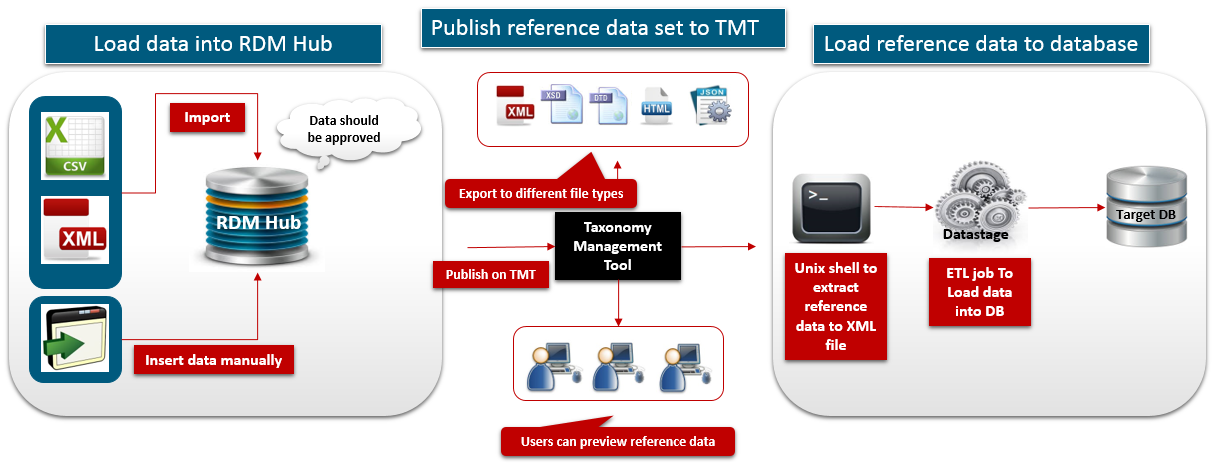 Load data into RDM Hub
Publish reference data set to TMT
Load reference data to database
CSV
XML
Import
Data should
be approved
RDM Hub
Insert data manually
XML
XSD
DTD
HTML
JSON
Export to different file types
Publish on TMT
Taxonomy
Management
Tool
Users can preview reference data
>_
Unix shell to
extract
reference
data to XML
file
Datastage
ETL job To
Load data
into DB
Target DB